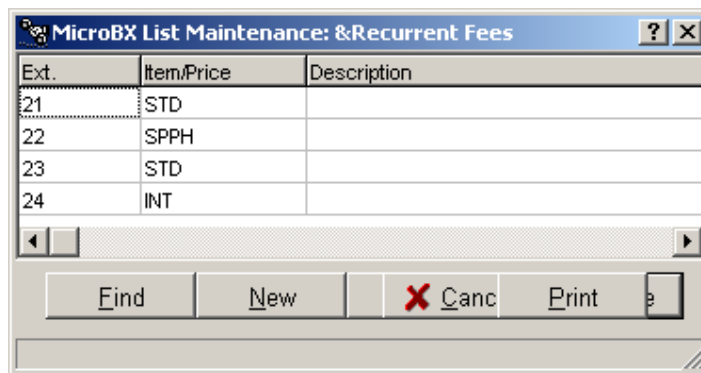 MicroBX List Maintenance: &Recurrent Fees
Ext. Item/Price Description
21 STD
22 SPPH
23 STD
24 INT
Find New Canc Print e